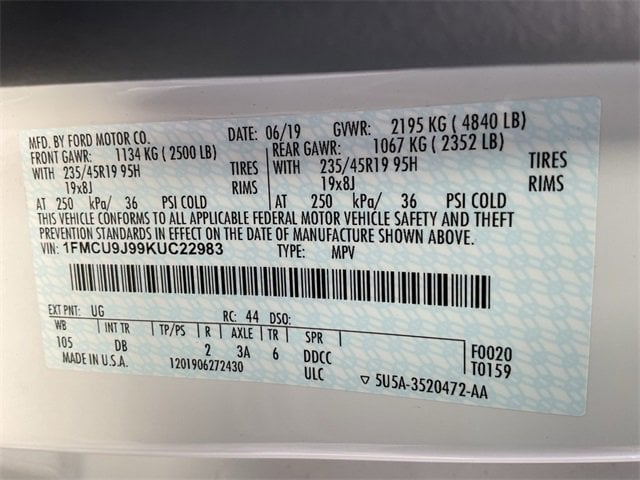 MFD. BY FORD MOTOR CO. DATE: 06/19 GVWR: 2195 KG ( 4840 LB)
FRONT GAWR: 1134 KG ( 2500 LB) REAR GAWR: 1067 KG ( 2352 LB)
WITH 235/45R19 95H TIRES WITH 235/45R19 95H TIRES
19x8J RIMS 19x8J RIMS
AT 250 kPa/ 36 PSI COLD AT 250 kPa/ 36 PSI COLD
THIS VEHICLE CONFORMS TO ALL APPLICABLE FEDERAL MOTOR VEHICLE SAFETY AND THEFT
PREVENTION STANDARDS IN EFFECT ON THE DATE OF MANUFACTURE SHOWN ABOVE.
VIN: 1FMCU9J99KUC22983 TYPE: MPV
EXT PNT: UG RC: 44 DSO:
WB INT TR TP/PS R AXLE TR SPR
105 DB 2 3A 6 DDCC F0020
MADE IN U.S.A. 1201906272430 ULC T0159
5U5A-3520472-AA